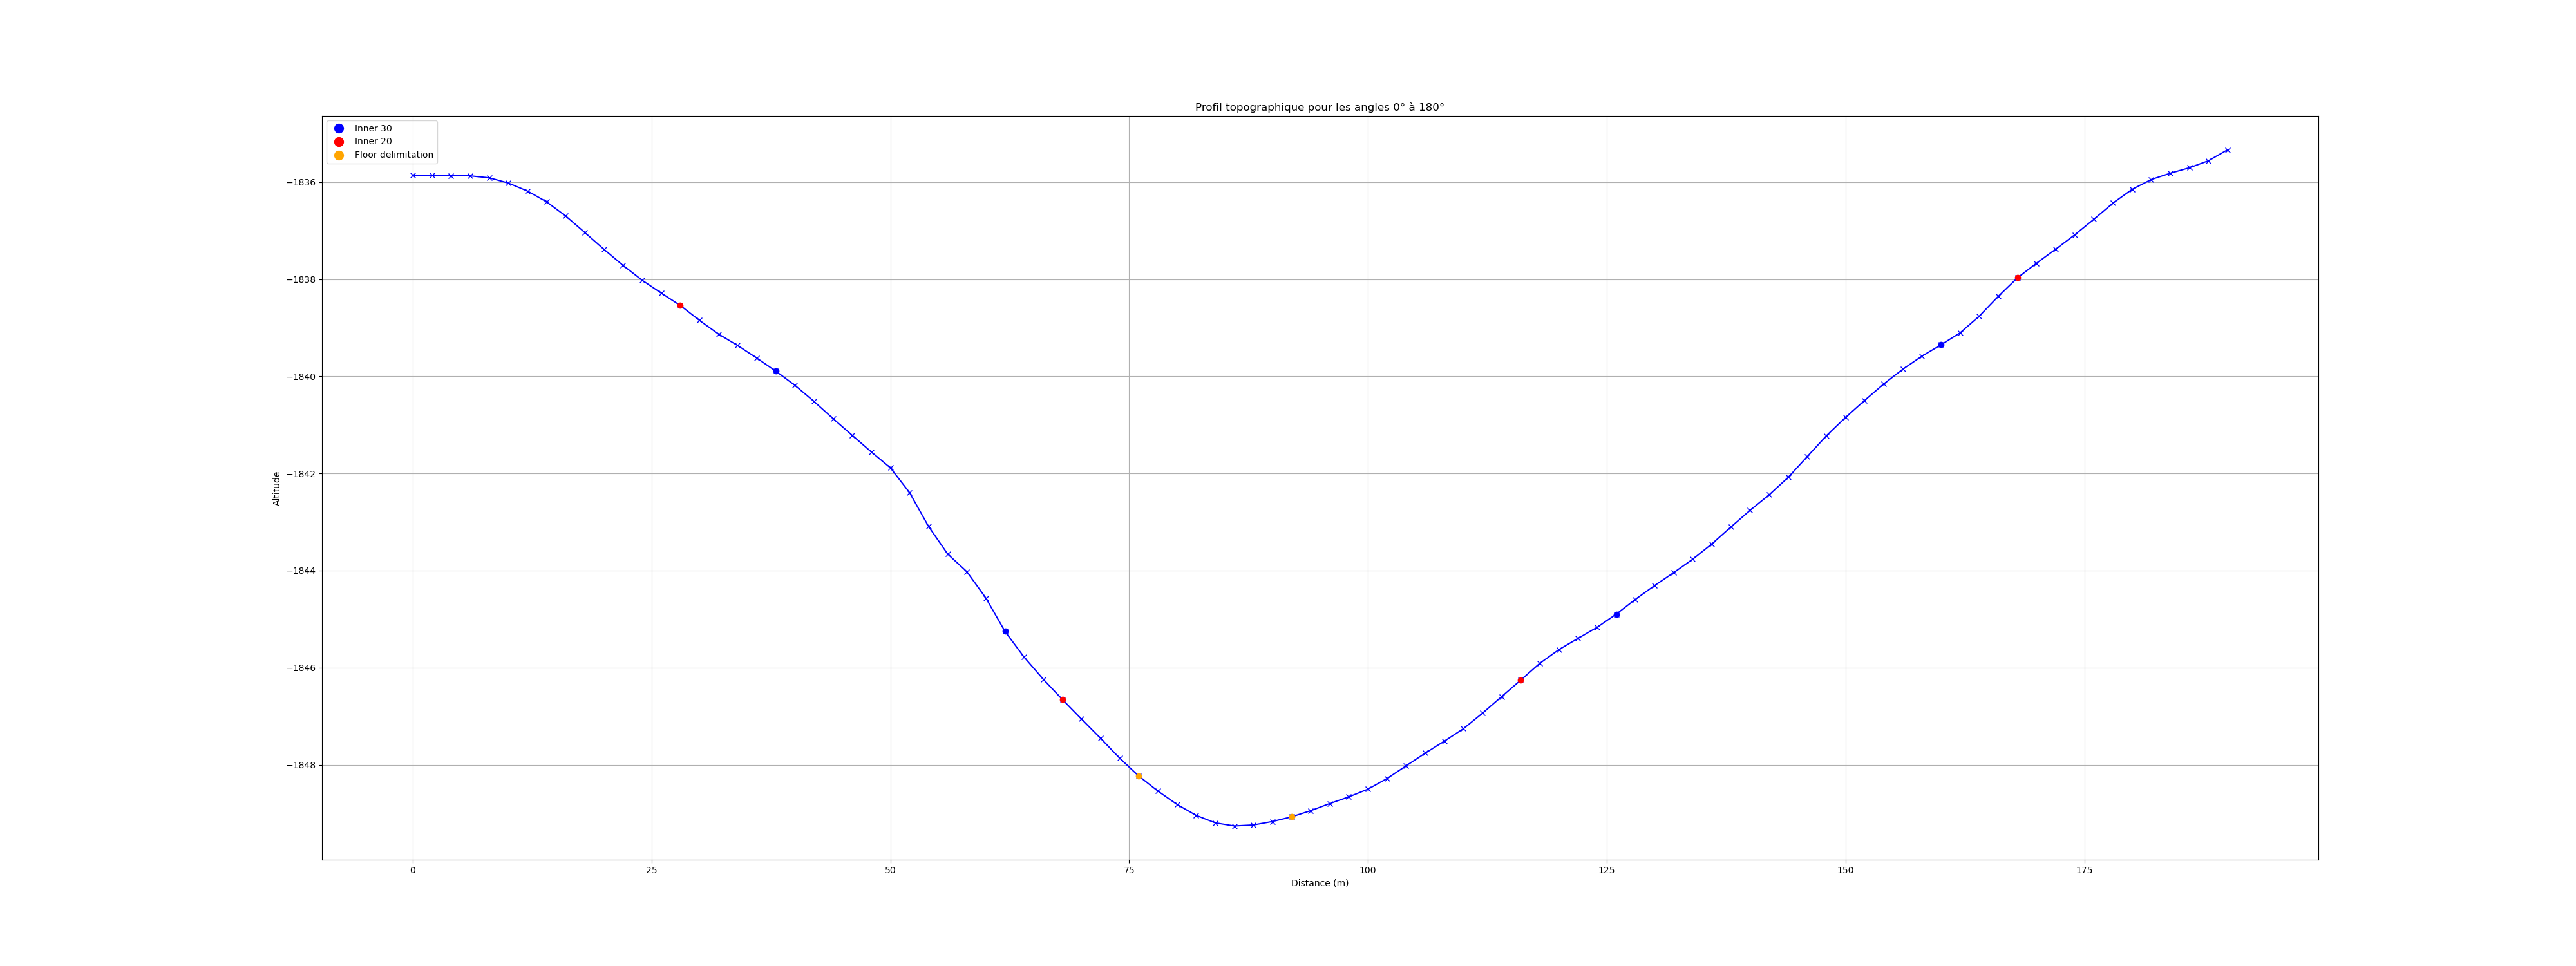 Profil topographique pour les angles 0° à 180°
Inner 30
Inner 20
Floor delimitation
−1836
−1838
−1840
−1842
−1844
−1846
−1848
Altitude
0 25 50 75 100 125 150 175
Distance (m)